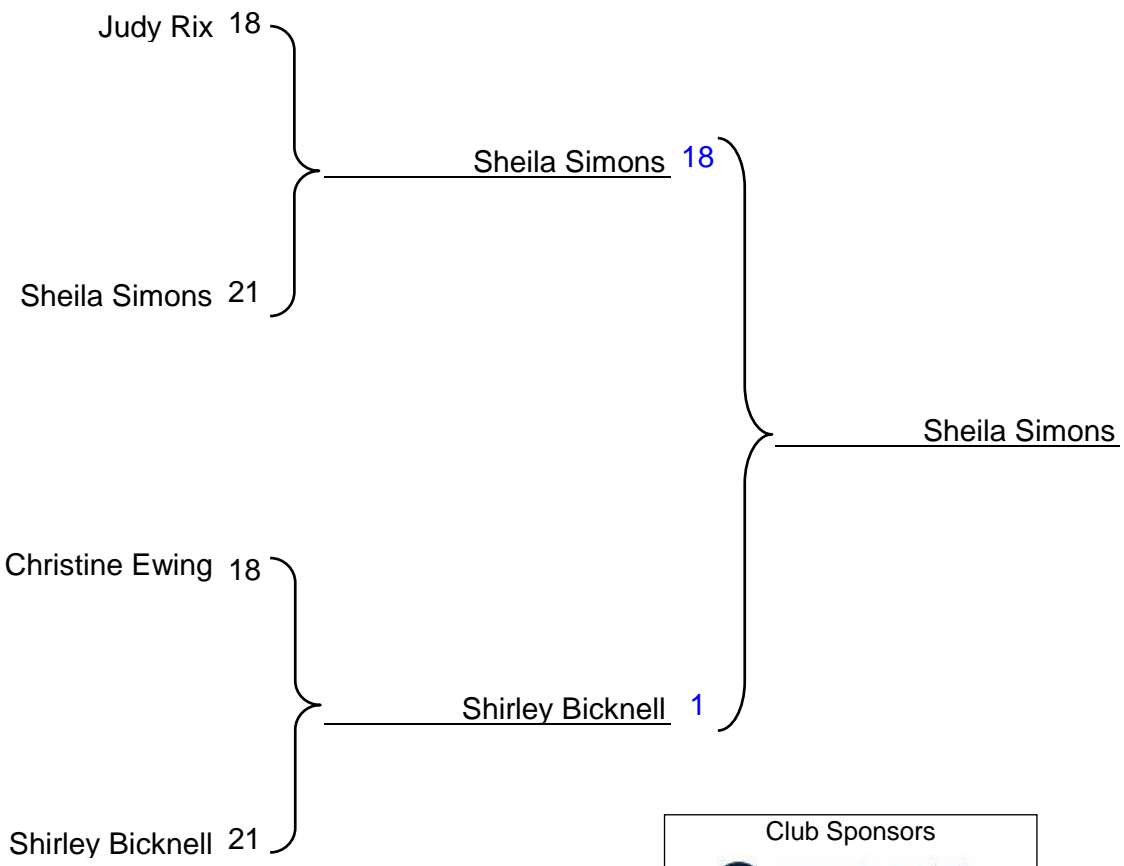 Judy Rix 18
Sheila Simons 18
Sheila Simons 21
Sheila Simons
Christine Ewing 18
Shirley Bicknell 1
Shirley Bicknell 21
Club Sponsors